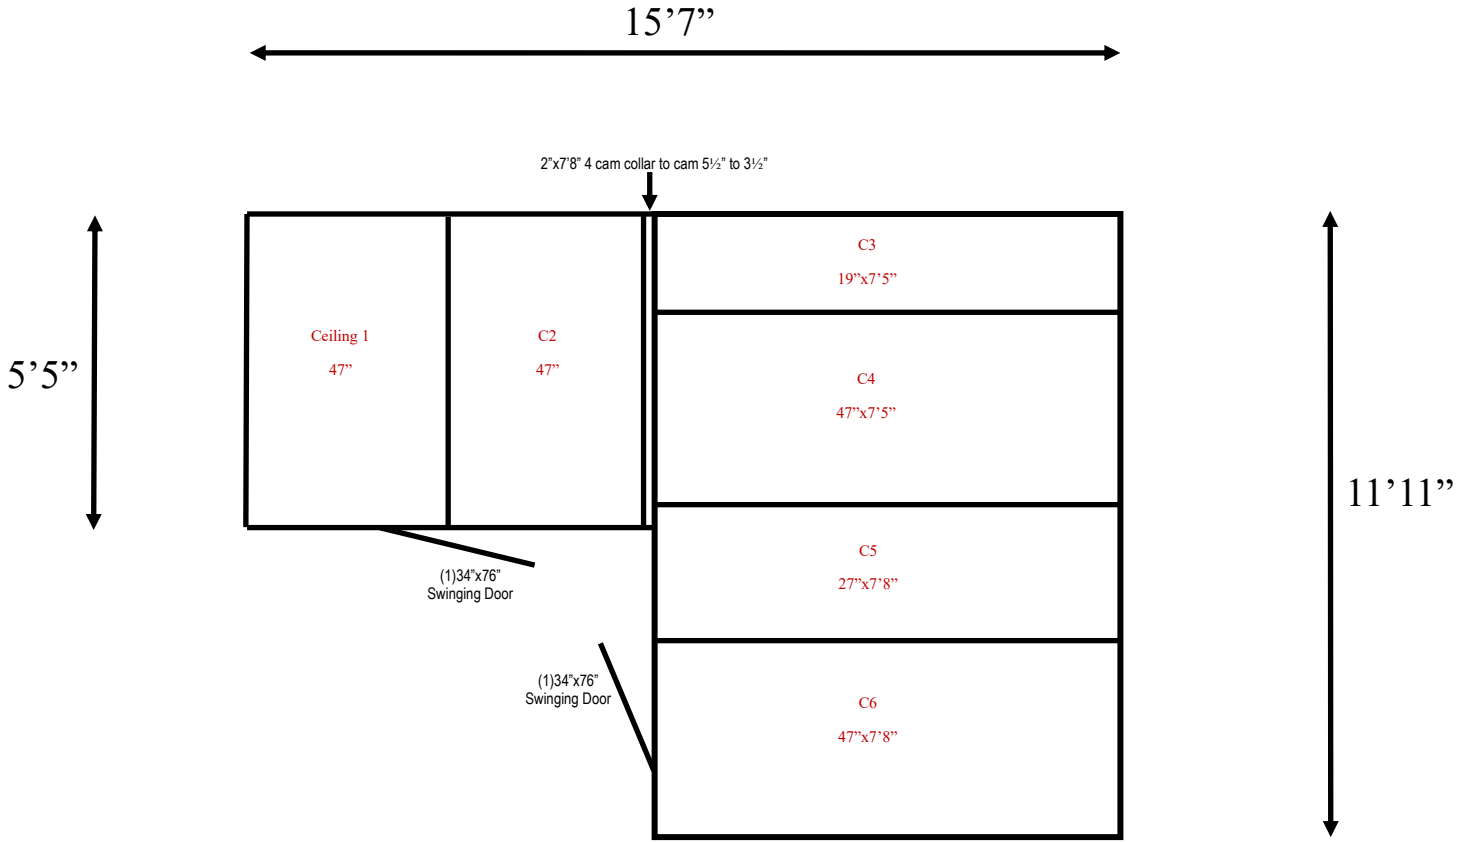 15’7”
2”x7’8” 4 cam collar to cam 5½” to 3½”
5’5”
Ceiling 1
47”
C2
47”
C3
19”x7’5”
C4
47”x7’5”
11’11”
C5
27”x7’8”
(1)34”x76”
Swinging Door
(1)34”x76”
Swinging Door
C6
47”x7’8”